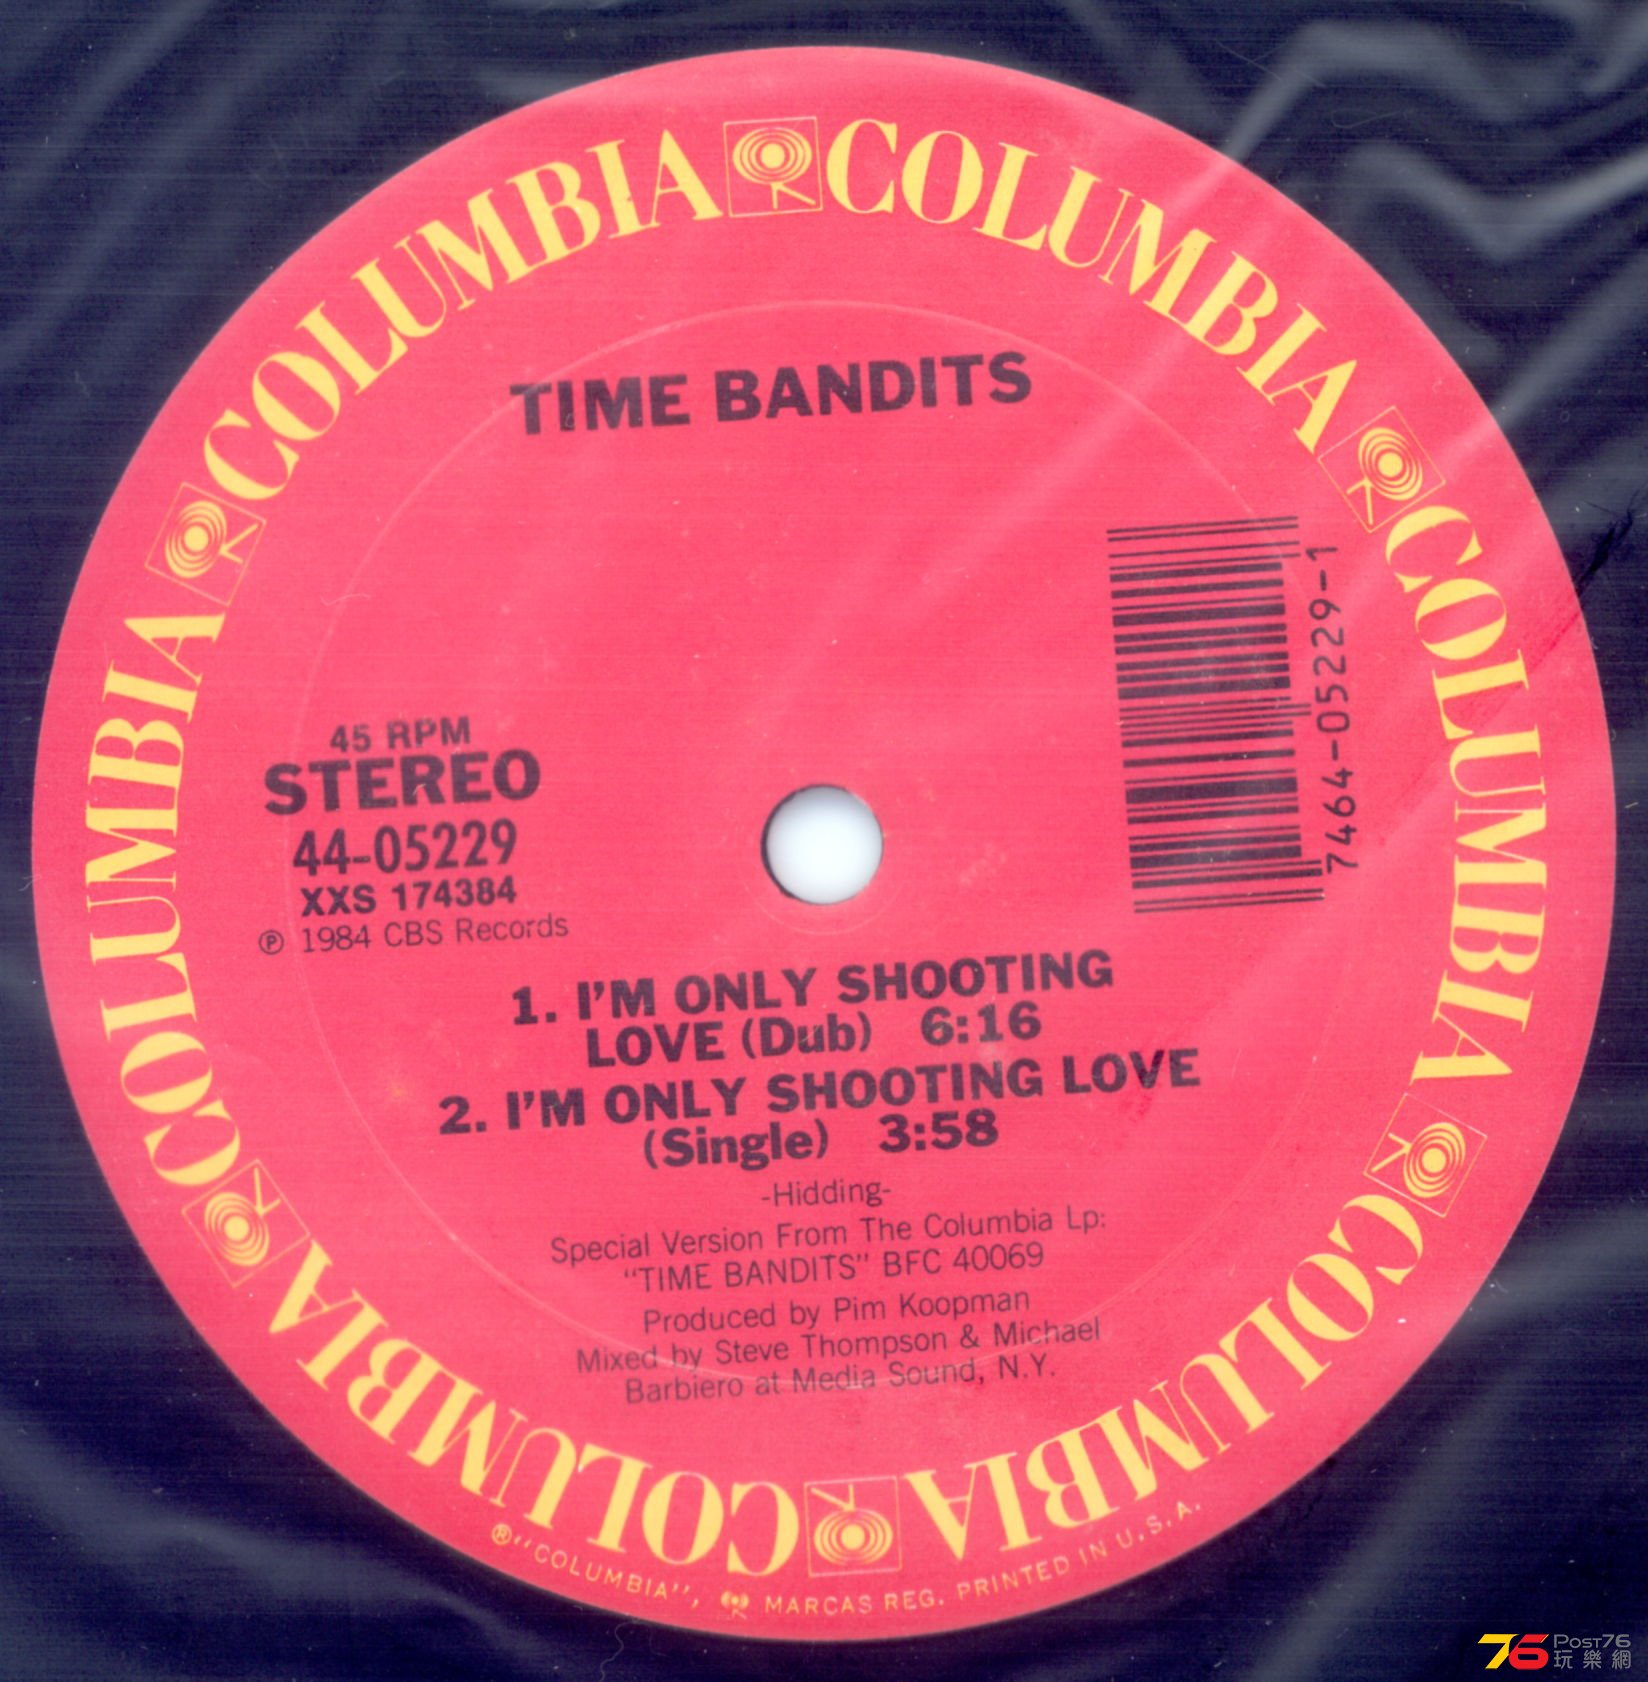 COLUMBIA COLUMBIA COLUMBIA COLUMBIA COLUMBIA COLUMBIA
TIME BANDITS
7464-05229-1
45 RPM
STEREO
44-05229
XXS 174384
℗ 1984 CBS Records
1. I'M ONLY SHOOTING
LOVE (Dub) 6:16
2. I'M ONLY SHOOTING LOVE
(Single) 3:58
-Hidding-
Special Version From The Columbia Lp:
"TIME BANDITS" BFC 40069
Produced by Pim Koopman
Mixed by Steve Thompson & Michael
Barbiero at Media Sound, N.Y.
®"COLUMBIA", MARCAS REG. PRINTED IN U.S.A.
76 POST76
玩樂網